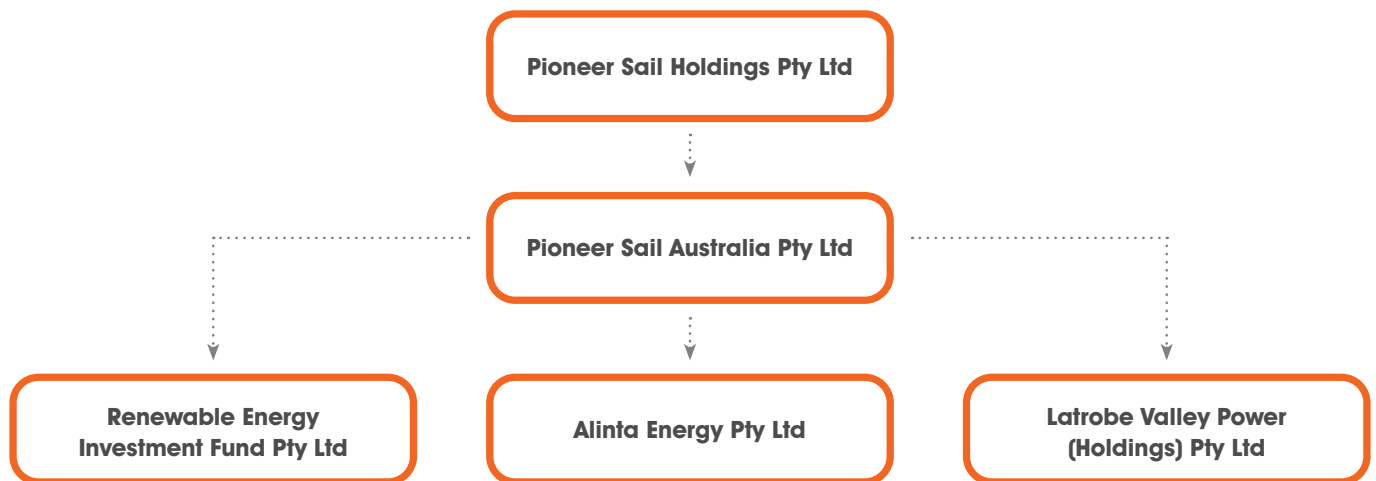 Pioneer Sail Holdings Pty Ltd
Pioneer Sail Australia Pty Ltd
Renewable Energy
Investment Fund Pty Ltd
Alinta Energy Pty Ltd
Latrobe Valley Power
(Holdings) Pty Ltd